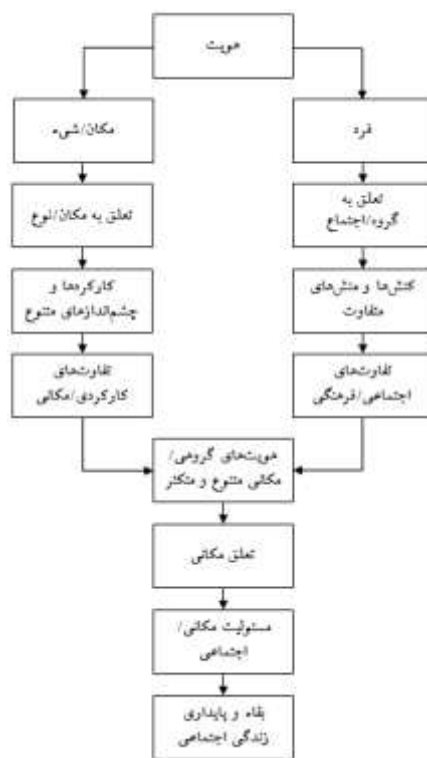 هویت
فرد
مکان/شیء
تعلق به
گروه/اجتماع
تعلق به مکان/نوع
کنش‌ها و منش‌های
متفاوت
کارکردها و
چشم‌اندازهای متنوع
تفاوت‌های
اجتماعی/فرهنگی
تفاوت‌های
کارکردی/مکانی
هویت‌های گروهی/
مکانی متنوع و متکثر
تعلق مکانی
مسئولیت مکانی/
اجتماعی
بقاء و پایداری
زندگی اجتماعی